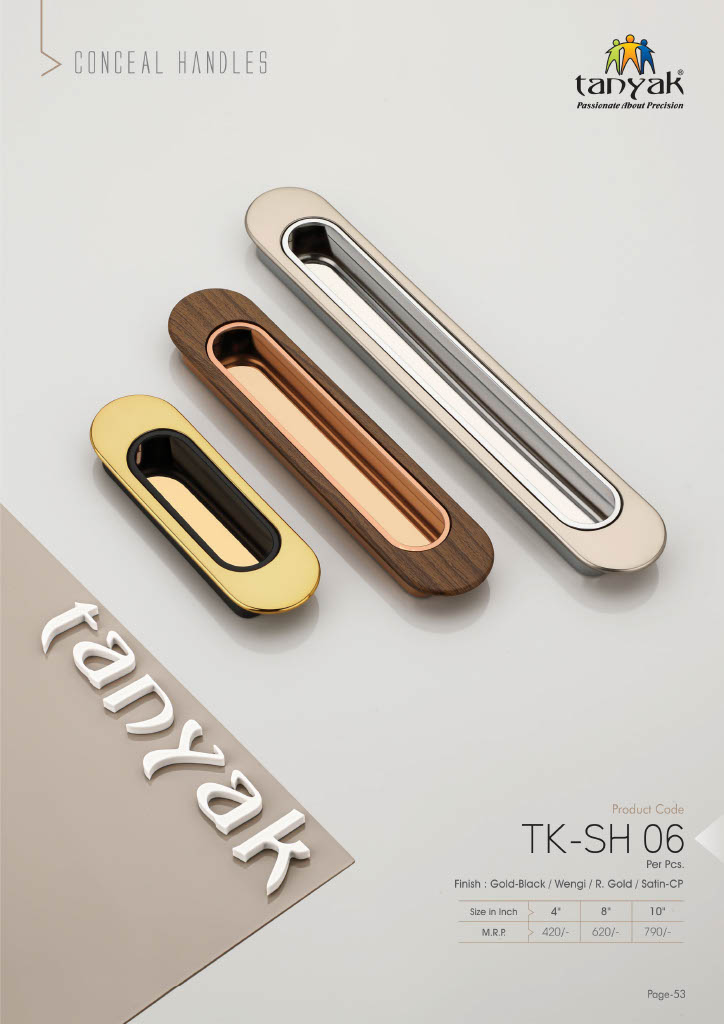 CONCEAL HANDLES
tanyak®
Passionate About Precision
tanyak
Product Code
TK-SH 06
Per Pcs.
Finish : Gold-Black / Wengi / R. Gold / Satin-CP
Size in Inch 4" 8" 10"
M.R.P. 420/- 620/- 790/-
Page-53